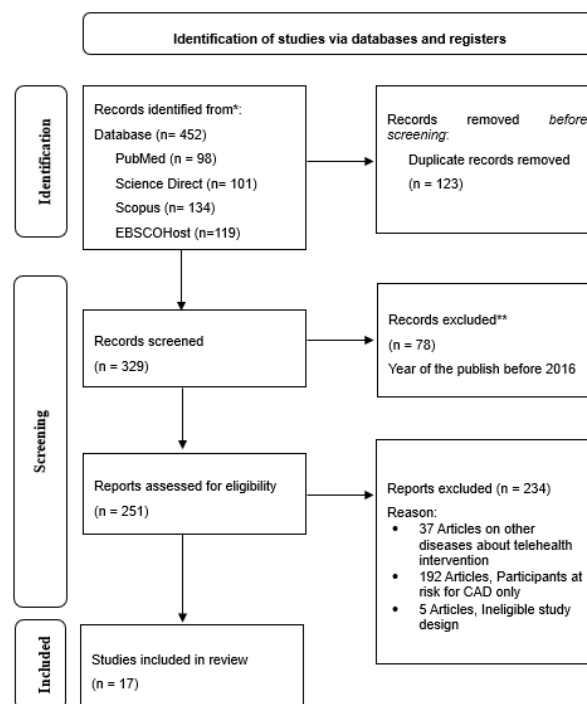 Identification of studies via databases and registers
Identification
Records identified from*:
Database (n= 452)
PubMed (n = 98)
Science Direct (n= 101)
Scopus (n= 134)
EBSCOHost (n=119)
Records removed before
screening:
Duplicate records removed
(n = 123)
Screening
Records screened
(n = 329)
Records excluded**
(n = 78)
Year of the publish before 2016
Reports assessed for eligibility
(n = 251)
Reports excluded (n = 234)
Reason:
• 37 Articles on other
diseases about telehealth
intervention
• 192 Articles, Participants at
risk for CAD only
• 5 Articles, Ineligible study
design
Included
Studies included in review
(n = 17)